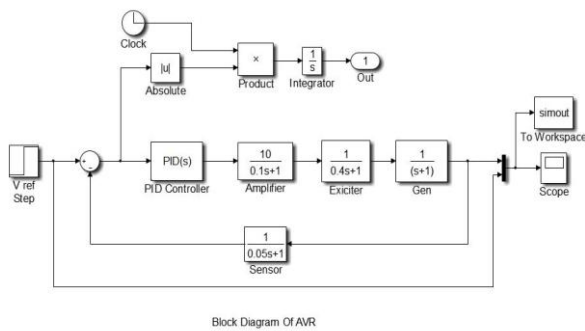 Clock
|u|
Absolute
×
Product
1
s
Integrator
1
Out
simout
To Workspace
V ref
Step
+
-
PID(s)
PID Controller
10
0.1s+1
Amplifier
1
0.4s+1
Exiciter
1
(s+1)
Gen
Scope
1
0.05s+1
Sensor
Block Diagram Of AVR